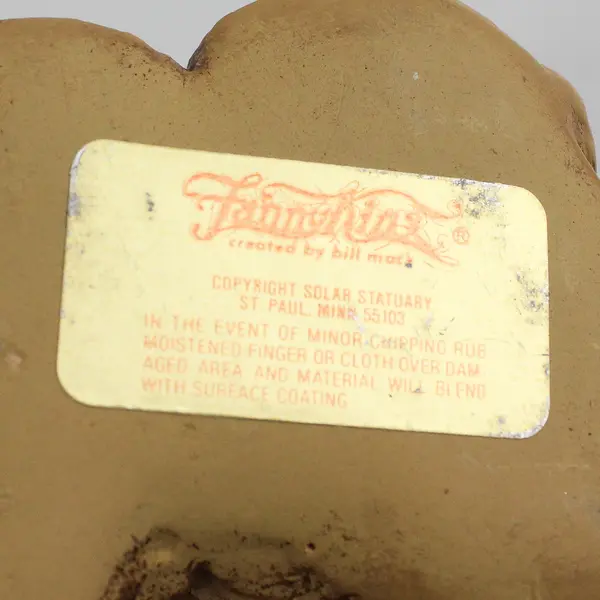 Fannykins ®
created by bill mack
COPYRIGHT SOLAR STATUARY
ST PAUL, MINN 55103
IN THE EVENT OF MINOR CHIPPING RUB
MOISTENED FINGER OR CLOTH OVER DAM
AGED AREA AND MATERIAL WILL BLEND
WITH SURFACE COATING